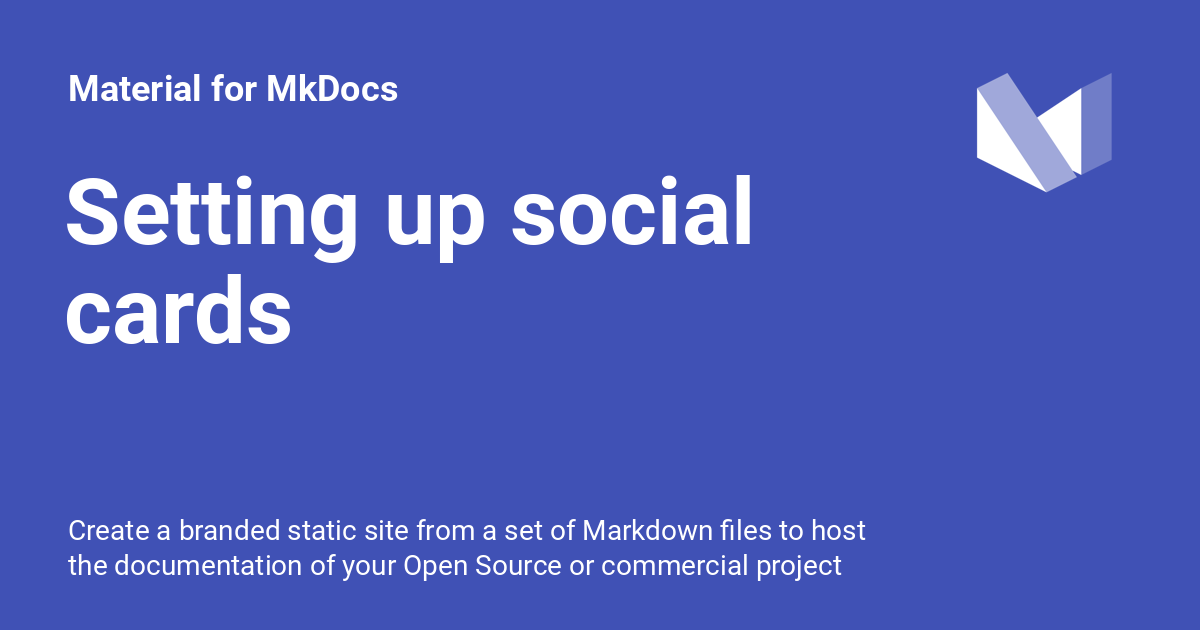 Material for MkDocs
Setting up social
cards
Create a branded static site from a set of Markdown files to host
the documentation of your Open Source or commercial project